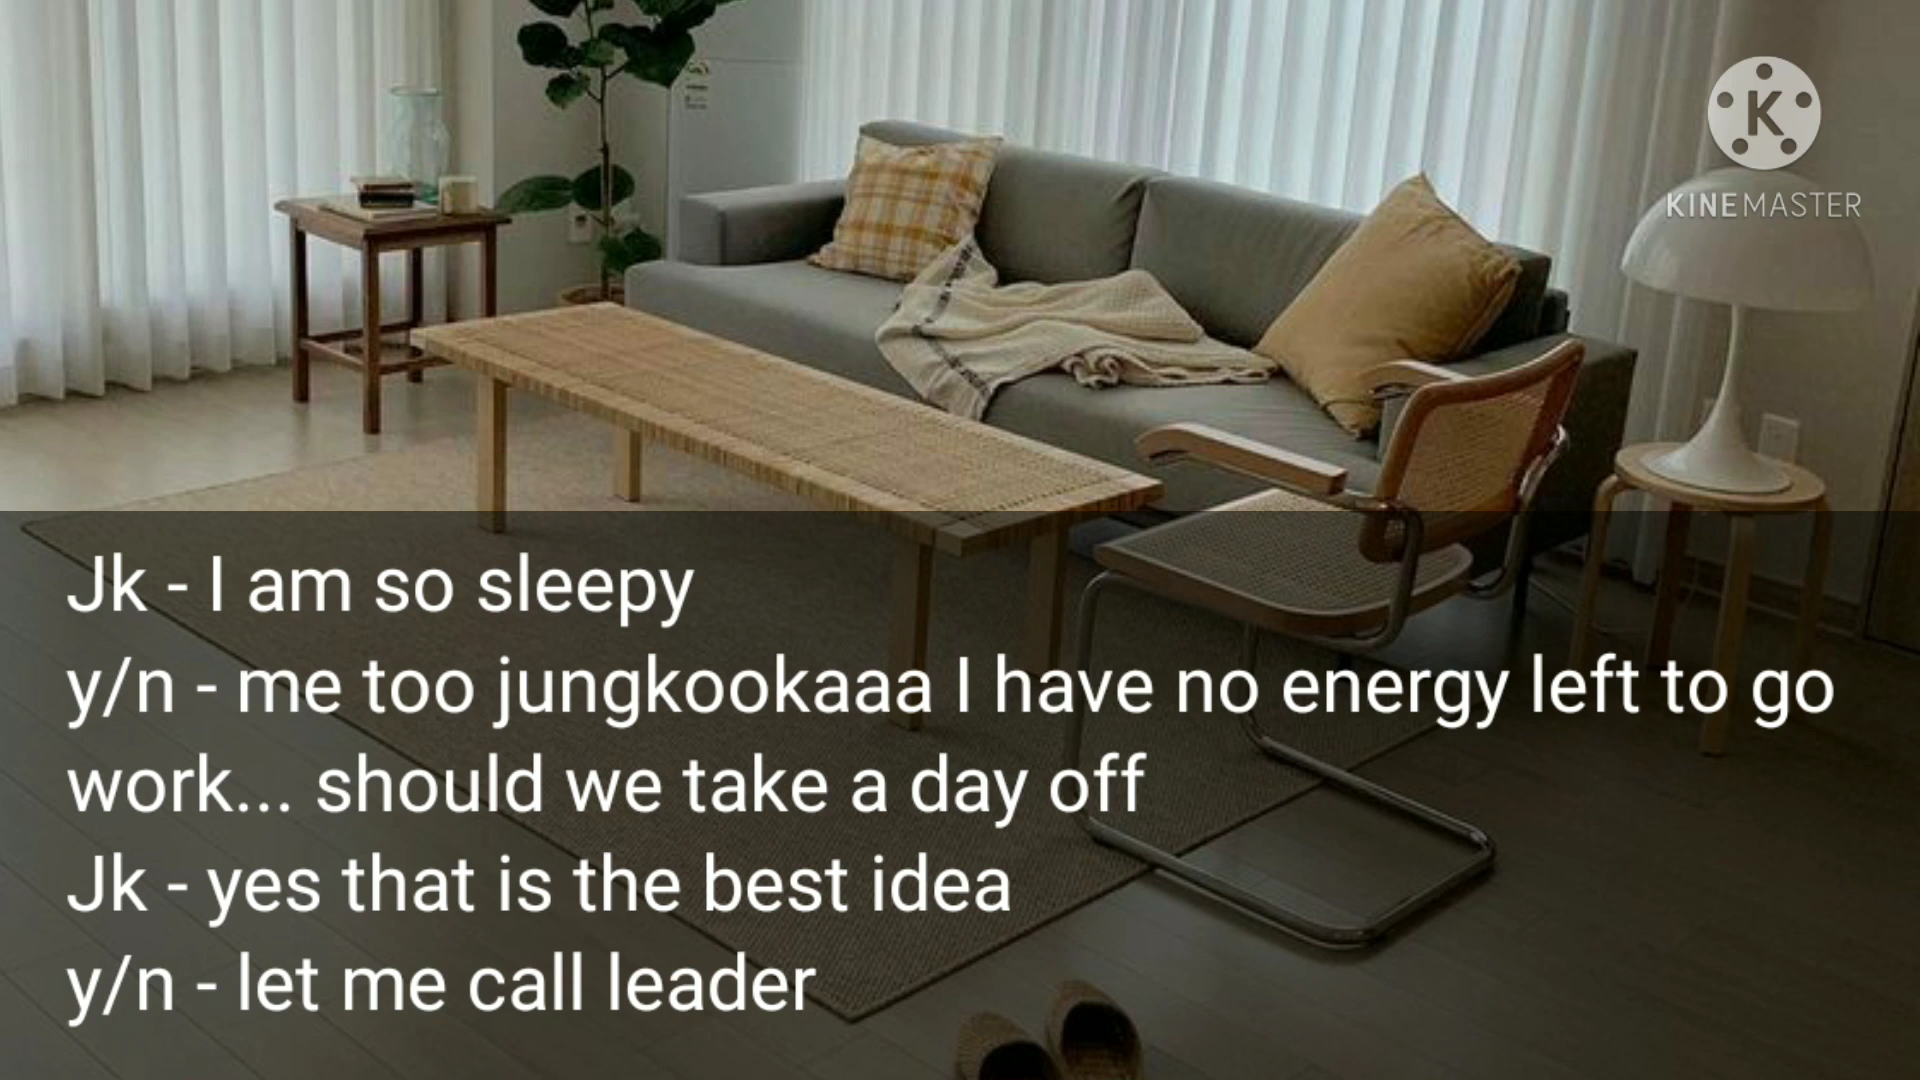 K
KINEMASTER
Jk - I am so sleepy
y/n - me too jungkookaaa I have no energy left to go
work... should we take a day off
Jk - yes that is the best idea
y/n - let me call leader